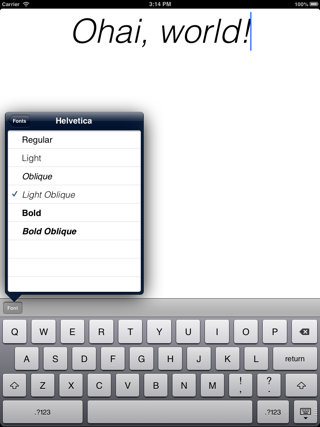 Carrier 3:14 PM 100%
Ohai, world!
Fonts Helvetica
Regular
Light
Oblique
✓ Light Oblique
Bold
Bold Oblique
Font
Q W E R T Y U I O P
A S D F G H J K L return
Z X C V B N M ! , ? .
.?123 .?123